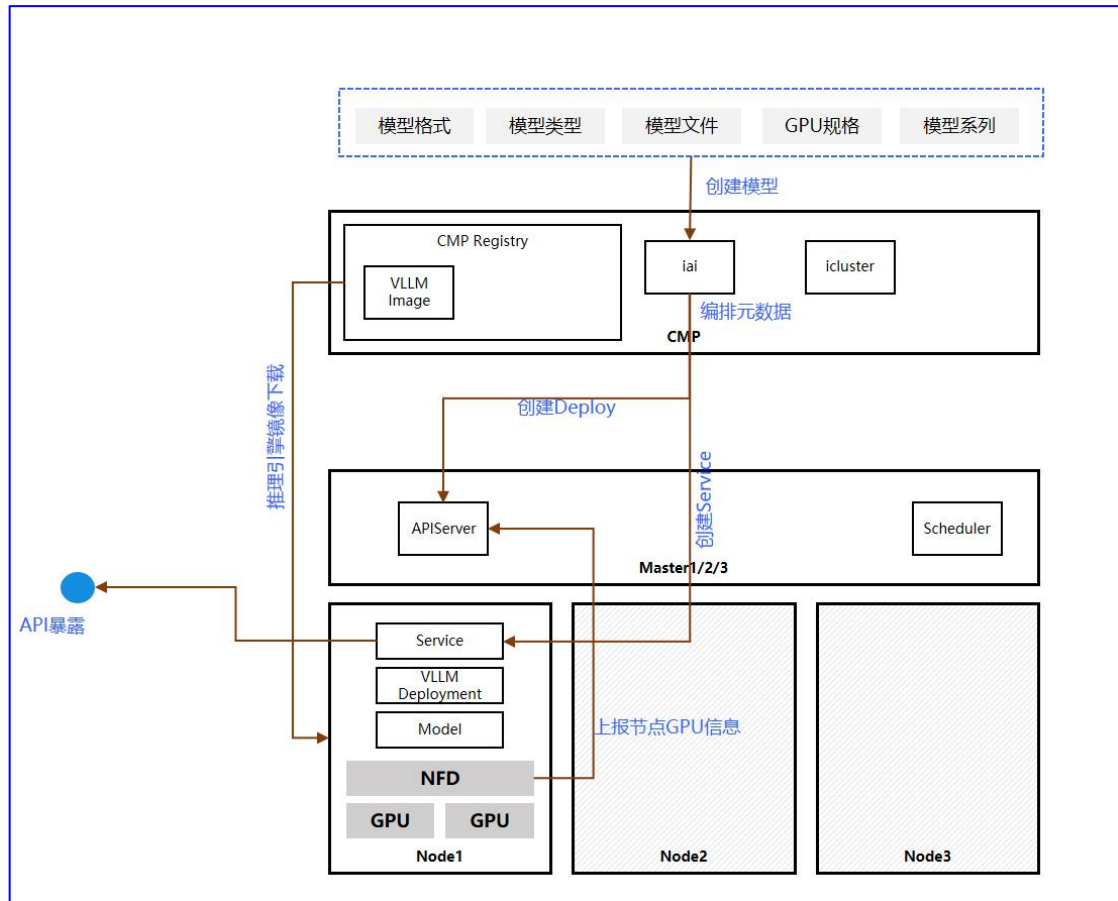 模型格式
模型类型
模型文件
GPU规格
模型系列
创建模型
CMP Registry
VLLM
Image
iai
icluster
编排元数据
CMP
推理引擎镜像下载
创建Deploy
创建Service
APIServer
Scheduler
Master1/2/3
API暴露
Service
VLLM
Deployment
Model
上报节点GPU信息
NFD
GPU
GPU
Node1
Node2
Node3